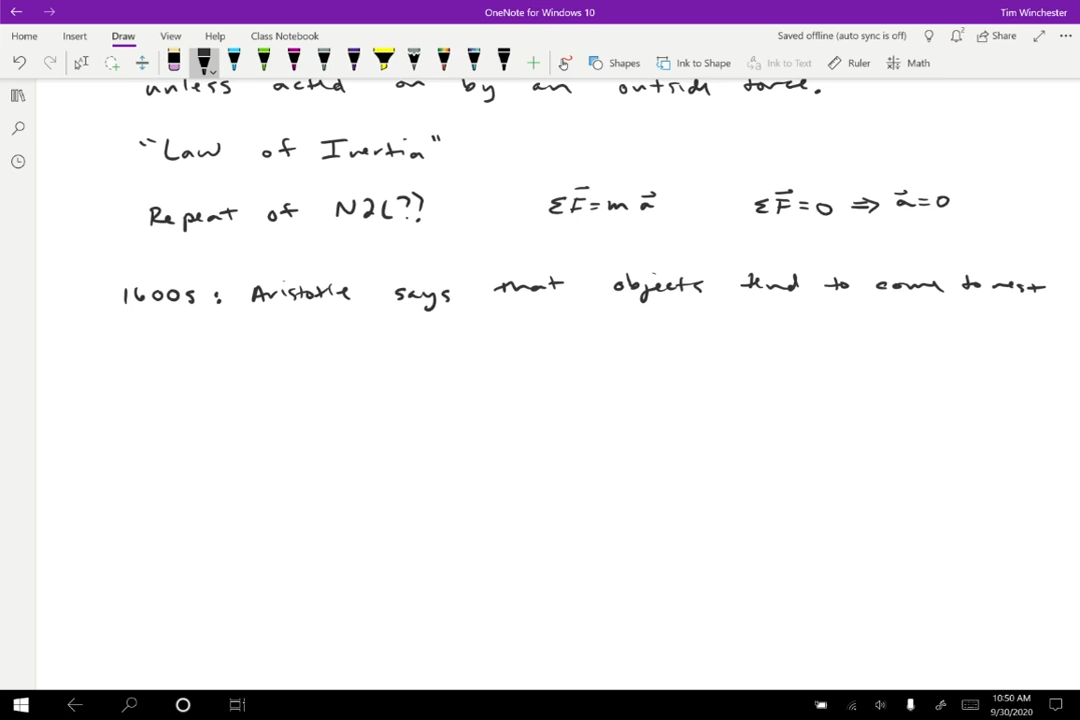 OneNote for Windows 10
Tim Winchester
Home Insert Draw View Help Class Notebook
Saved offline (auto sync is off) Share
Shapes Ink to Shape Ink to Text Ruler Math
unless acted on by an outside force.
"Law of Inertia"
Repeat of N2L(??) ΣF⃗ = m a⃗ ΣF⃗ = 0 ⇒ a⃗ = 0
1600s: Aristotle says that objects tend to come to rest
10:50 AM
9/30/2020